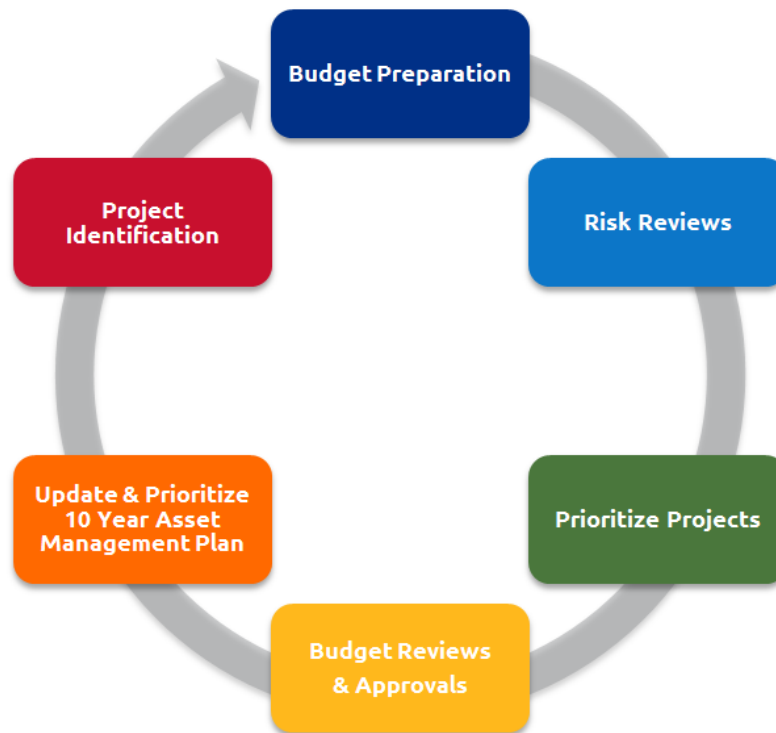 Budget Preparation
Risk Reviews
Prioritize Projects
Budget Reviews
& Approvals
Update & Prioritize
10 Year Asset
Management Plan
Project
Identification